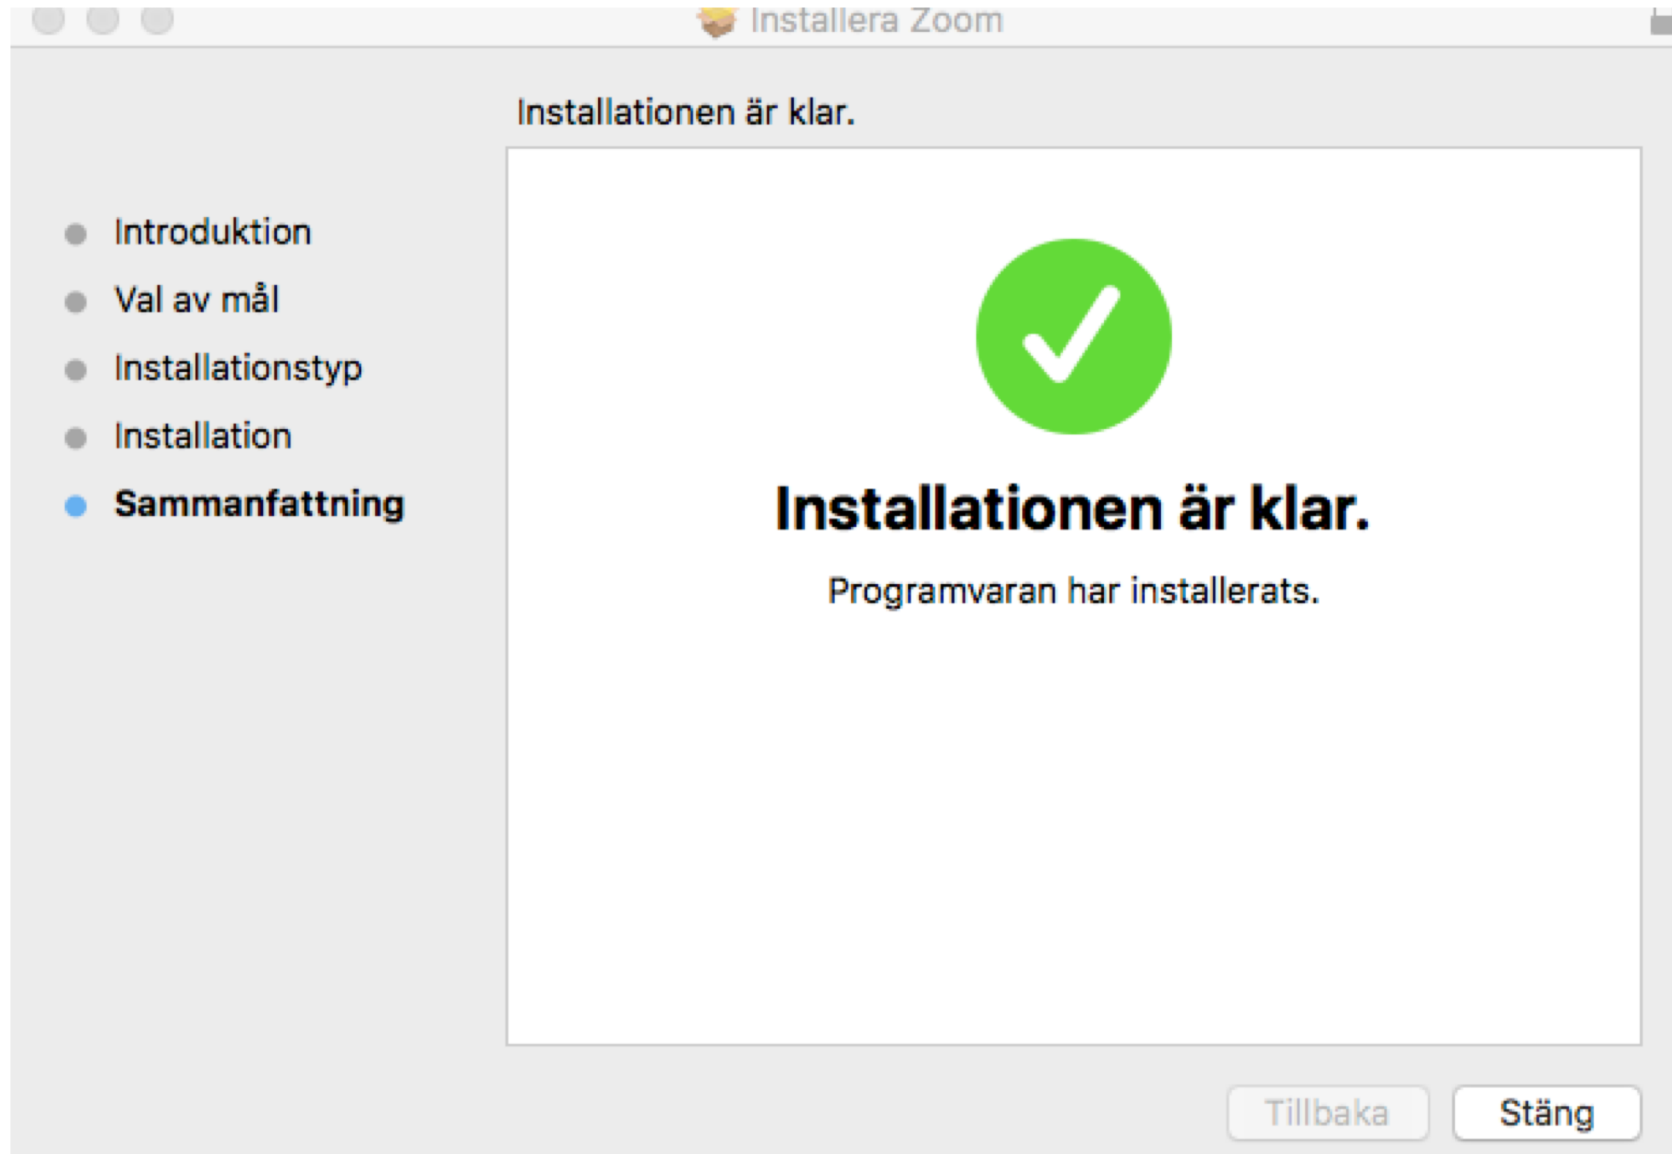 Installera Zoom
Installationen är klar.
Introduktion
Val av mål
Installationstyp
Installation
Sammanfattning
Installationen är klar.
Programvaran har installerats.
Tillbaka
Stäng